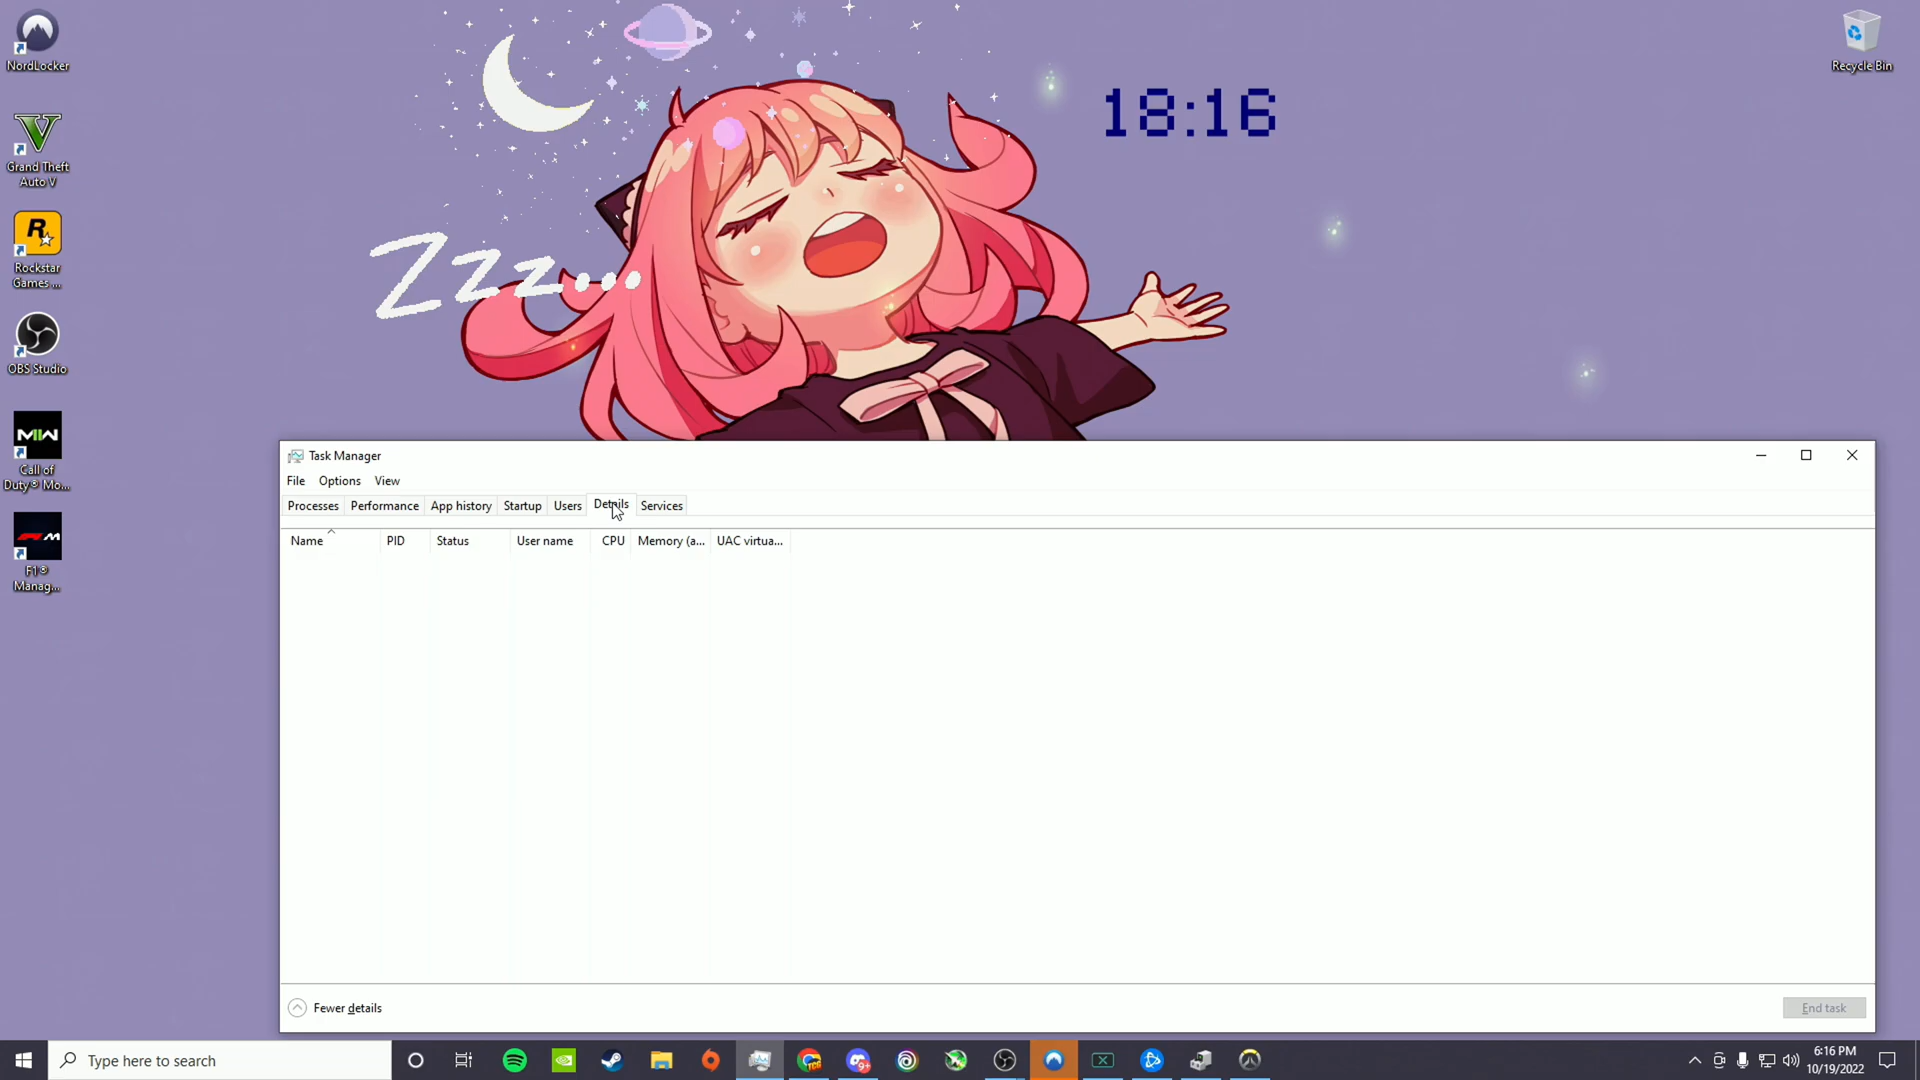 NordLocker
Grand Theft
Auto V
Rockstar
Games ...
OBS Studio
MW
Call of
Duty® Mo...
F1®
Manag...
Recycle Bin
18:16
Zzz...
Task Manager
File Options View
Processes Performance App history Startup Users Details Services
Name PID Status User name CPU Memory (a... UAC virtua...
Fewer details
End task
Type here to search
9+
6:16 PM
10/19/2022